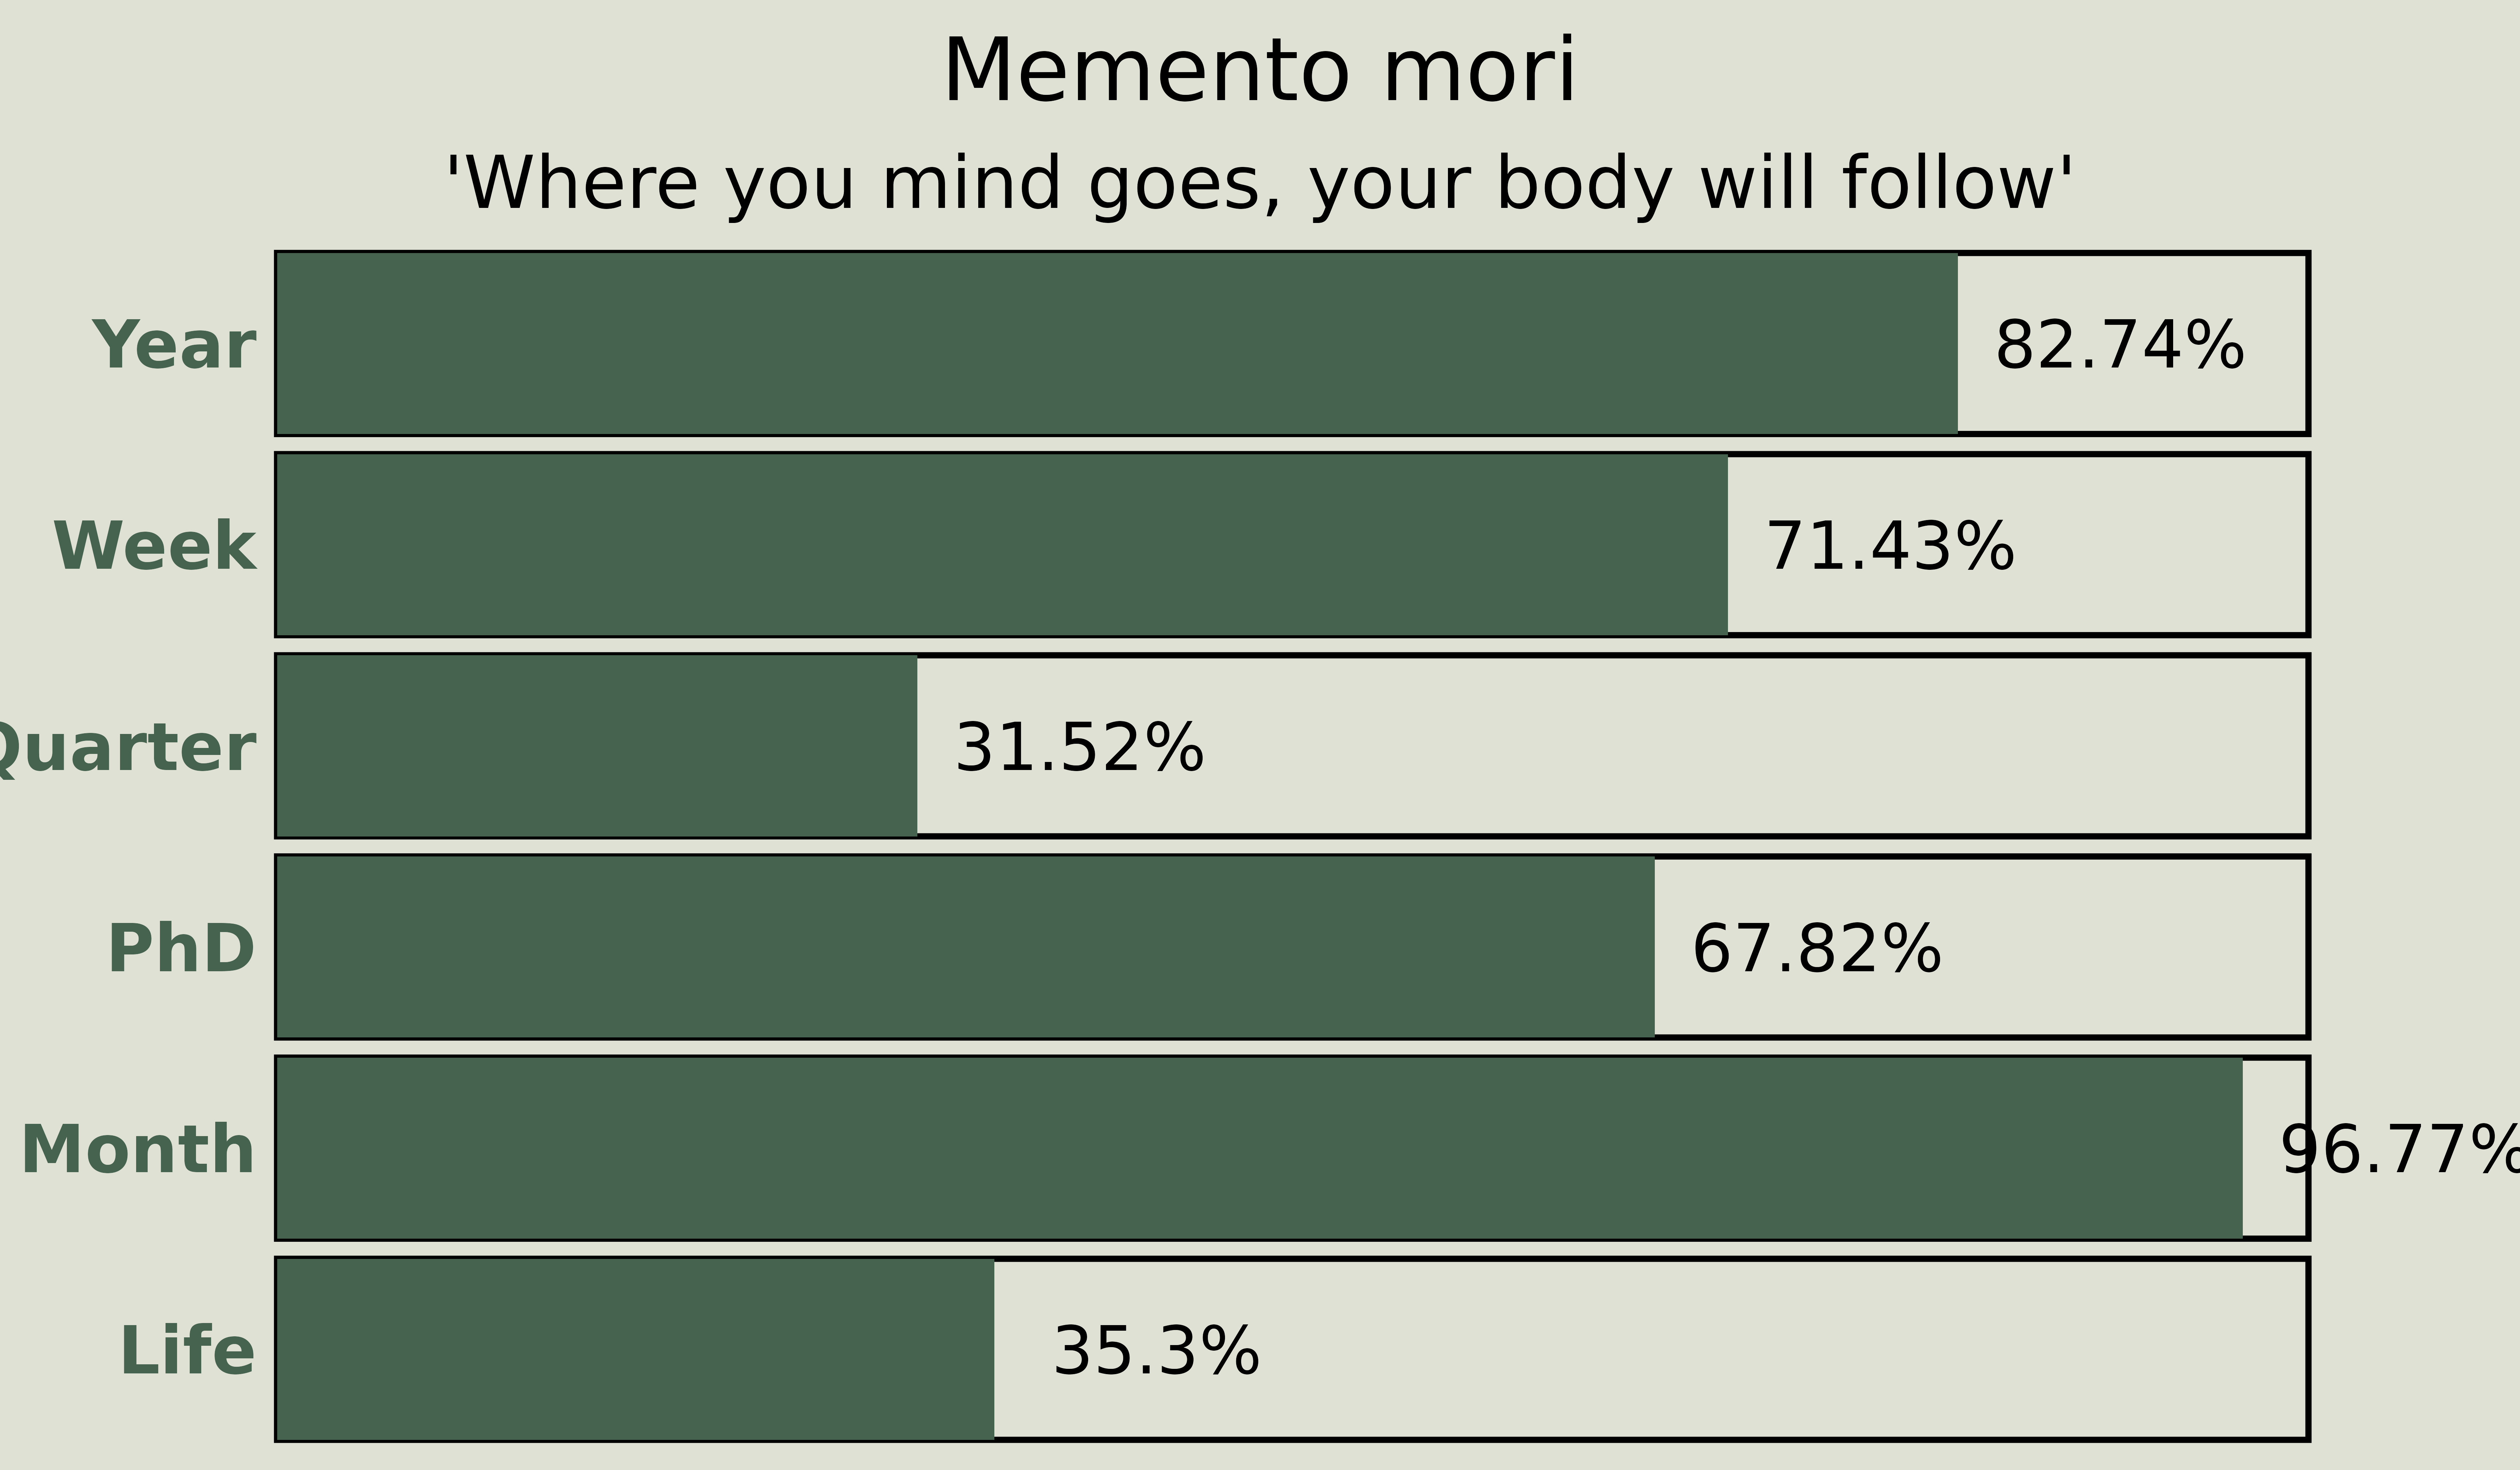 Memento mori
'Where you mind goes, your body will follow'
Year 82.74%
Week 71.43%
Quarter 31.52%
PhD 67.82%
Month 96.77%
Life 35.3%